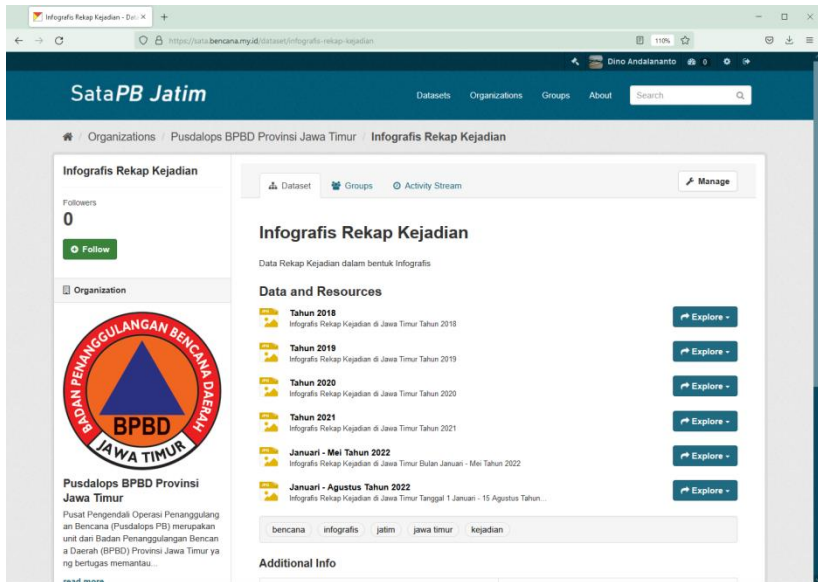 Infografis Rekap Kejadian - Dat
https://sata.bencana.my.id/dataset/infografis-rekap-kejadian
110%
Dino Andalananto
0
SataPB Jatim
Datasets
Organizations
Groups
About
Search
/ Organizations / Pusdalops BPBD Provinsi Jawa Timur / Infografis Rekap Kejadian
Infografis Rekap Kejadian
Followers
0
Follow
Organization
BADAN PENANGGULANGAN BENCANA DAERAH
BPBD
JAWA TIMUR
Pusdalops BPBD Provinsi
Jawa Timur
Pusat Pengendali Operasi Penanggulang
an Bencana (Pusdalops PB) merupakan
unit dari Badan Penanggulangan Bencan
a Daerah (BPBD) Provinsi Jawa Timur ya
ng bertugas memantau...
read more
Dataset
Groups
Activity Stream
Manage
Infografis Rekap Kejadian
Data Rekap Kejadian dalam bentuk Infografis
Data and Resources
Tahun 2018
Infografis Rekap Kejadian di Jawa Timur Tahun 2018
Explore
Tahun 2019
Infografis Rekap Kejadian di Jawa Timur Tahun 2019
Explore
Tahun 2020
Infografis Rekap Kejadian di Jawa Timur Tahun 2020
Explore
Tahun 2021
Infografis Rekap Kejadian di Jawa Timur Tahun 2021
Explore
Januari - Mei Tahun 2022
Infografis Rekap Kejadian di Jawa Timur Bulan Januari - Mei Tahun 2022
Explore
Januari - Agustus Tahun 2022
Infografis Rekap Kejadian di Jawa Timur Tanggal 1 Januari - 15 Agustus Tahun...
Explore
bencana
infografis
jatim
jawa timur
kejadian
Additional Info